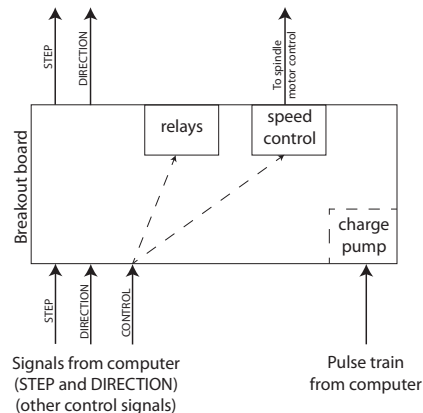 STEP
DIRECTION
To spindle
motor control
Breakout board
relays
speed
control
charge
pump
STEP
DIRECTION
CONTROL
Signals from computer
(STEP and DIRECTION)
(other control signals)
Pulse train
from computer